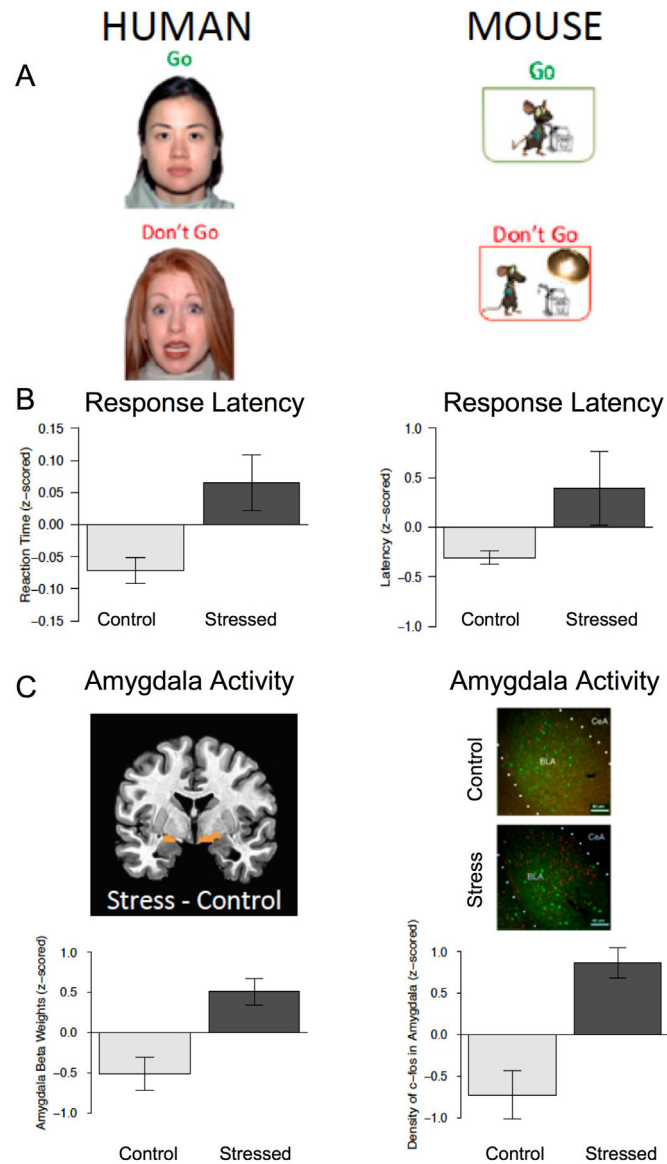 HUMAN
MOUSE
A
Go
Go
Don't Go
Don't Go
B
Response Latency
Response Latency
Reaction Time (z-scored)
0.15
0.10
0.05
0.00
−0.05
−0.10
−0.15
Control
Stressed
Latency (z-scored)
1.0
0.5
0.0
−0.5
−1.0
Control
Stressed
C
Amygdala Activity
Amygdala Activity
Stress - Control
Control
CeA
BLA
Stress
CeA
BLA
Amygdala Beta Weights (z-scored)
1.0
0.5
0.0
−0.5
−1.0
Control
Stressed
Density of c-fos in Amygdala (z-scored)
1.0
0.5
0.0
−0.5
−1.0
Control
Stressed